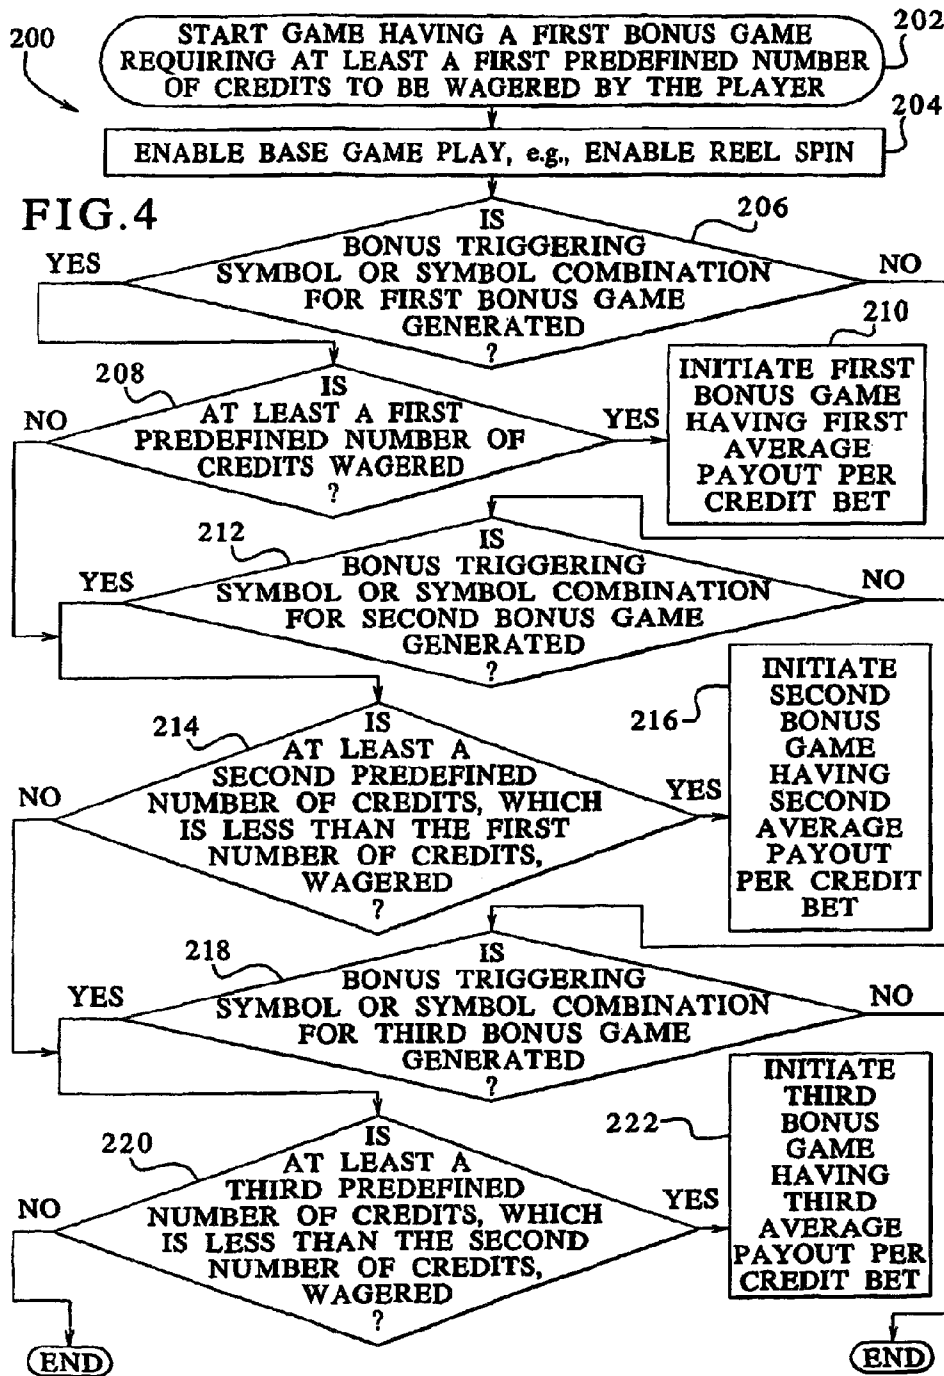 200
START GAME HAVING A FIRST BONUS GAME
REQUIRING AT LEAST A FIRST PREDEFINED NUMBER
OF CREDITS TO BE WAGERED BY THE PLAYER
202
204
ENABLE BASE GAME PLAY, e.g., ENABLE REEL SPIN
FIG.4
206
IS
BONUS TRIGGERING
SYMBOL OR SYMBOL COMBINATION
FOR FIRST BONUS GAME
GENERATED
?
YES
NO
208
IS
AT LEAST A FIRST
PREDEFINED NUMBER OF
CREDITS WAGERED
?
NO
YES
210
INITIATE FIRST
BONUS GAME
HAVING FIRST
AVERAGE
PAYOUT PER
CREDIT BET
212
IS
BONUS TRIGGERING
SYMBOL OR SYMBOL COMBINATION
FOR SECOND BONUS GAME
GENERATED
?
YES
NO
214
IS
AT LEAST A
SECOND PREDEFINED
NUMBER OF CREDITS, WHICH
IS LESS THAN THE FIRST
NUMBER OF CREDITS,
WAGERED
?
NO
YES
216
INITIATE
SECOND
BONUS
GAME
HAVING
SECOND
AVERAGE
PAYOUT
PER CREDIT
BET
218
IS
BONUS TRIGGERING
SYMBOL OR SYMBOL COMBINATION
FOR THIRD BONUS GAME
GENERATED
?
YES
NO
220
IS
AT LEAST A
THIRD PREDEFINED
NUMBER OF CREDITS, WHICH
IS LESS THAN THE SECOND
NUMBER OF CREDITS,
WAGERED
?
NO
YES
222
INITIATE
THIRD
BONUS
GAME
HAVING
THIRD
AVERAGE
PAYOUT PER
CREDIT BET
END
END